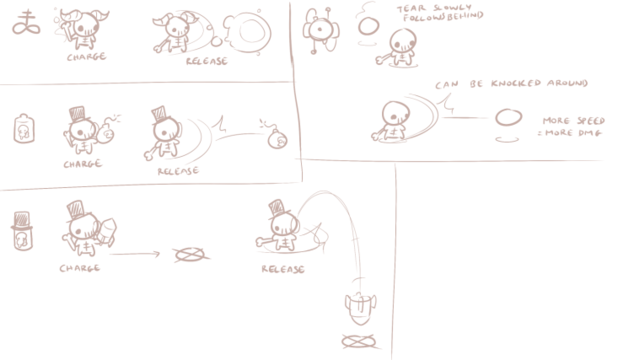 CHARGE
RELEASE
TEAR SLOWLY
FOLLOWS BEHIND
CAN BE KNOCKED AROUND
MORE SPEED
= MORE DMG
CHARGE
RELEASE
CHARGE
RELEASE